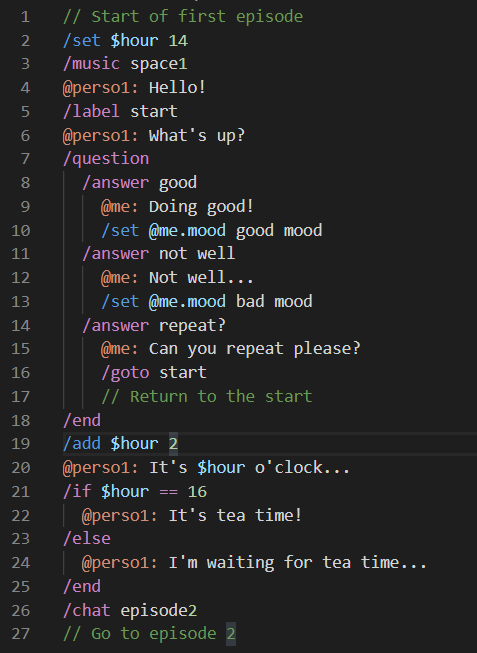 1 // Start of first episode
2 /set $hour 14
3 /music space1
4 @perso1: Hello!
5 /label start
6 @perso1: What's up?
7 /question
8 /answer good
9 @me: Doing good!
10 /set @me.mood good mood
11 /answer not well
12 @me: Not well...
13 /set @me.mood bad mood
14 /answer repeat?
15 @me: Can you repeat please?
16 /goto start
17 // Return to the start
18 /end
19 /add $hour 2
20 @perso1: It's $hour o'clock...
21 /if $hour == 16
22 @perso1: It's tea time!
23 /else
24 @perso1: I'm waiting for tea time...
25 /end
26 /chat episode2
27 // Go to episode 2